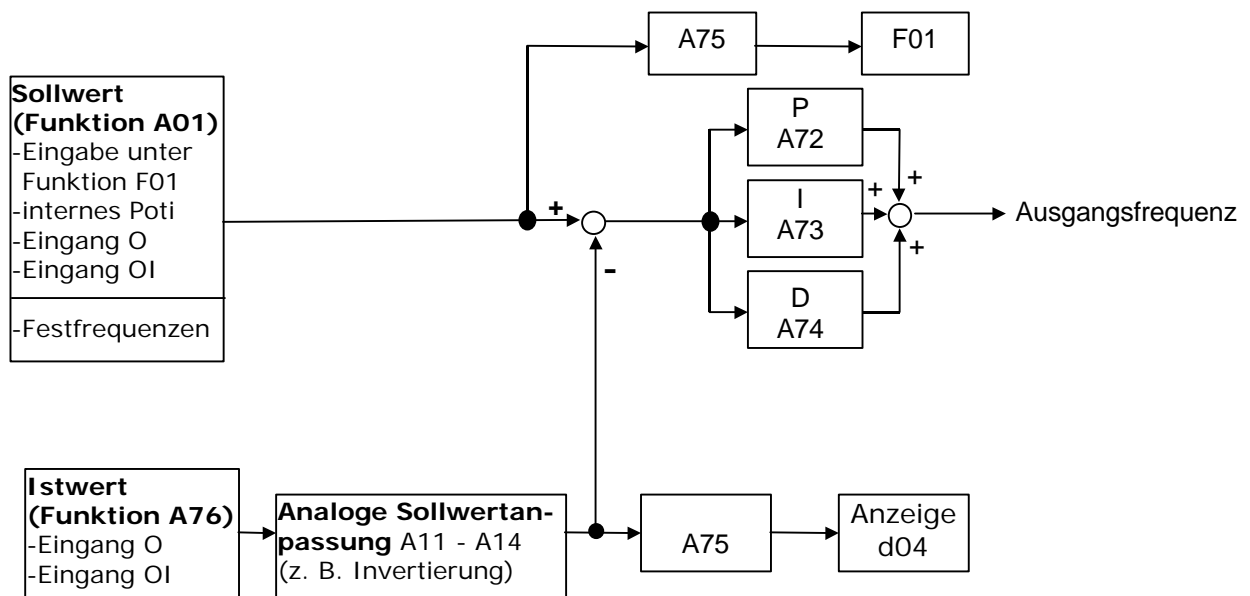 A75
F01
Sollwert
(Funktion A01)
-Eingabe unter
Funktion F01
-internes Poti
-Eingang O
-Eingang OI
-Festfrequenzen
P
A72
I
A73
D
A74
+
-
+
+
+
Ausgangsfrequenz
Istwert
(Funktion A76)
-Eingang O
-Eingang OI
Analoge Sollwertan-
passung A11 - A14
(z. B. Invertierung)
A75
Anzeige
d04